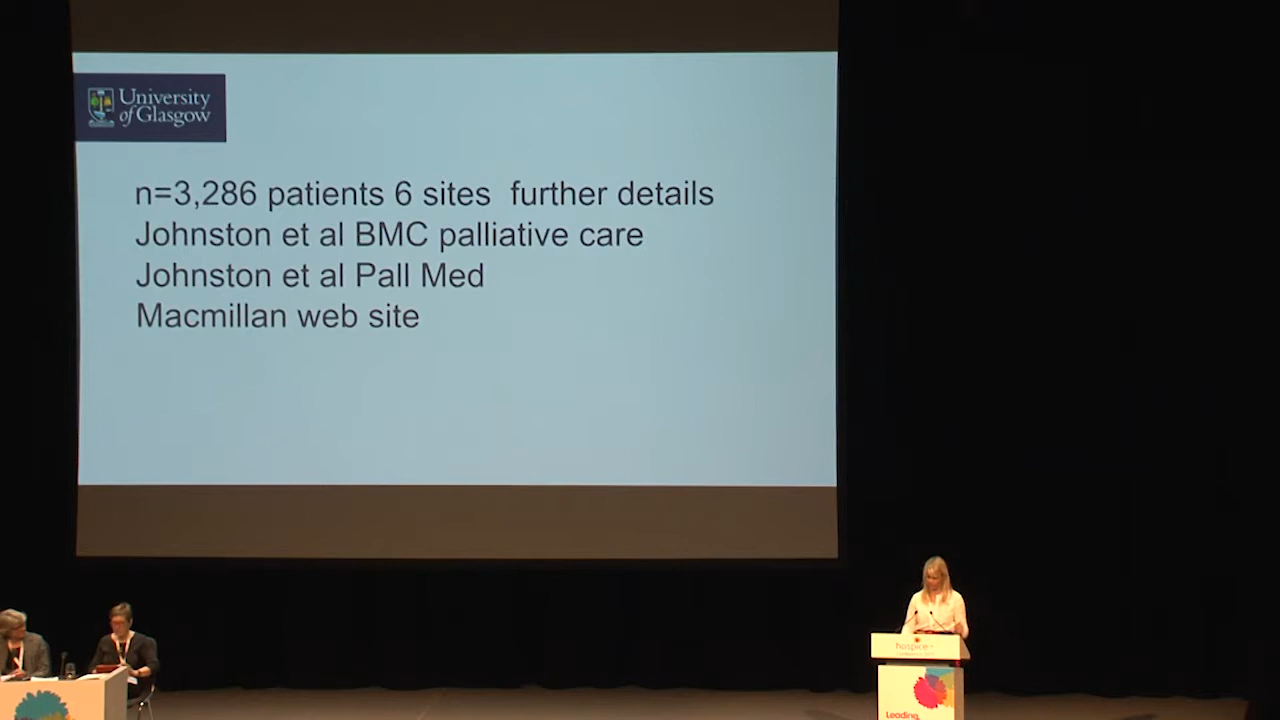 University
of Glasgow
n=3,286 patients 6 sites further details
Johnston et al BMC palliative care
Johnston et al Pall Med
Macmillan web site
hospice
Leading